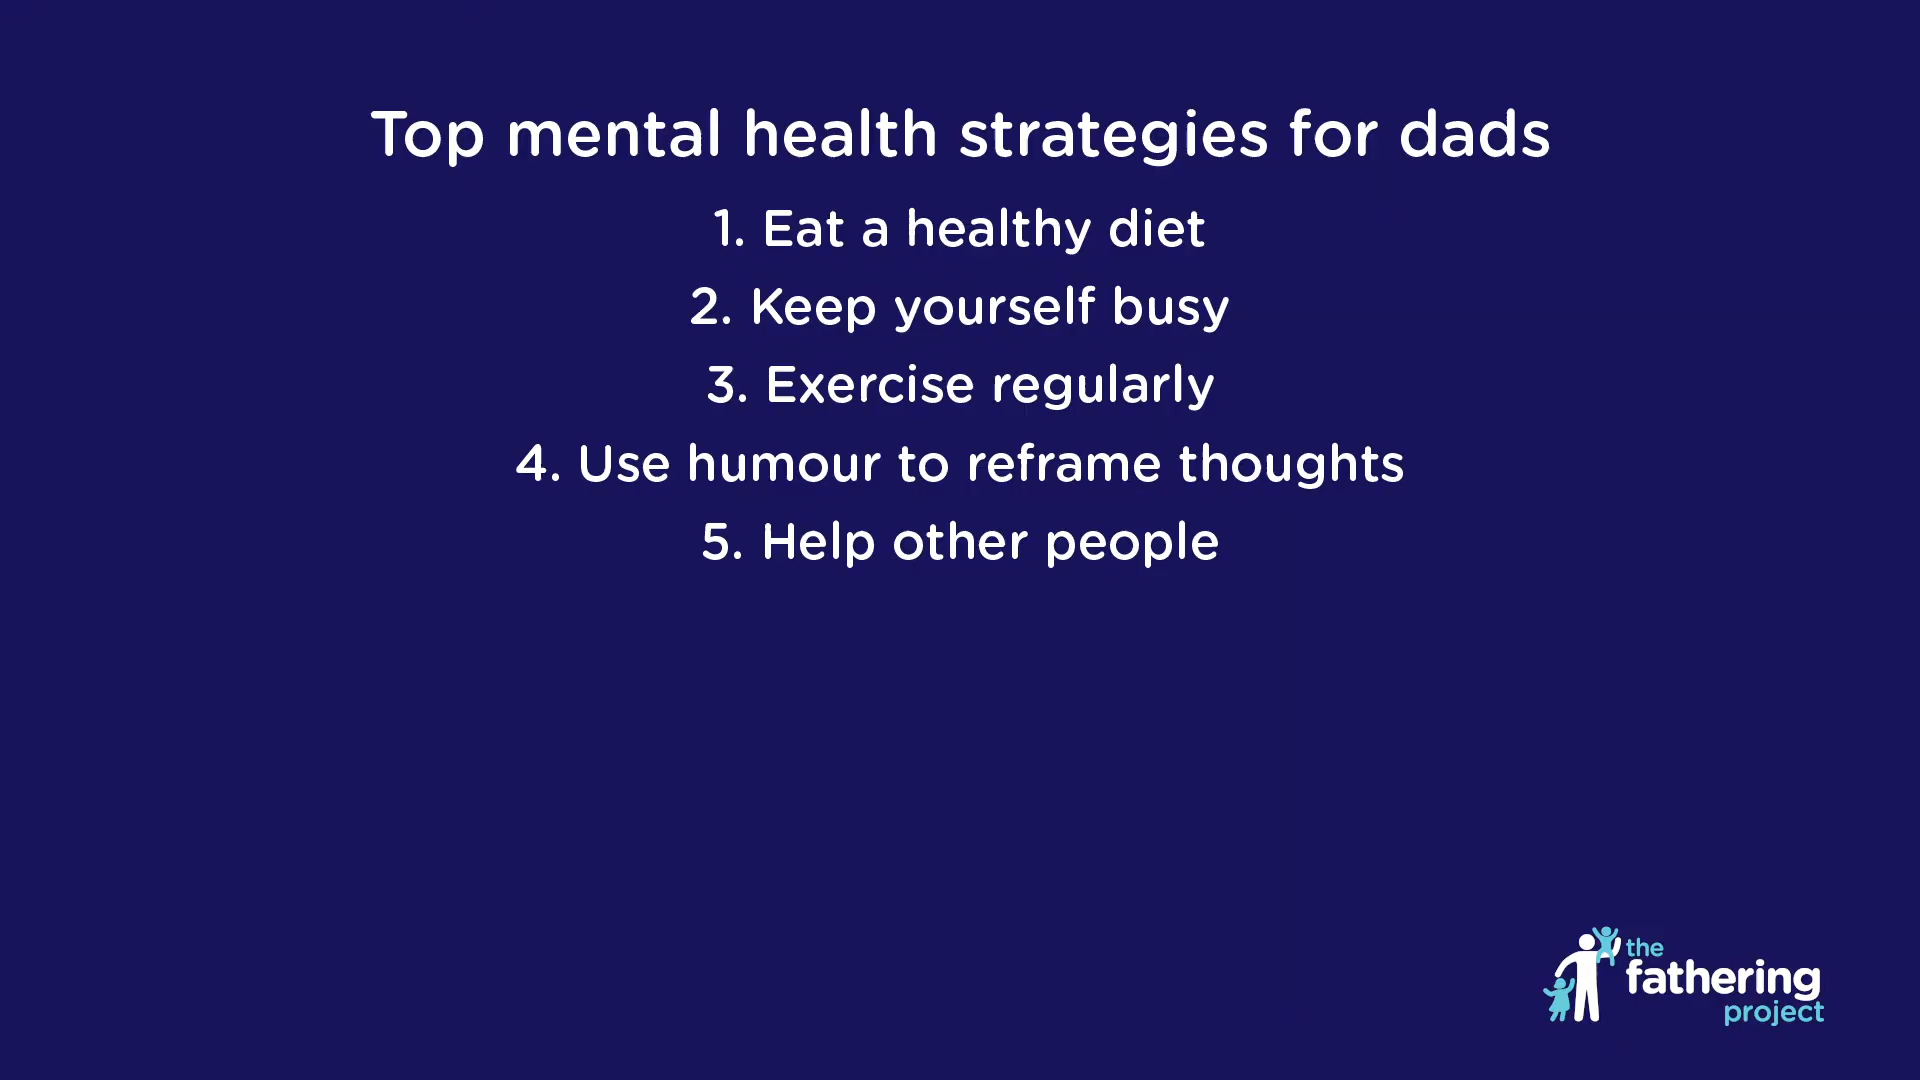 Top mental health strategies for dads
1. Eat a healthy diet
2. Keep yourself busy
3. Exercise regularly
4. Use humour to reframe thoughts
5. Help other people
the
fathering
project